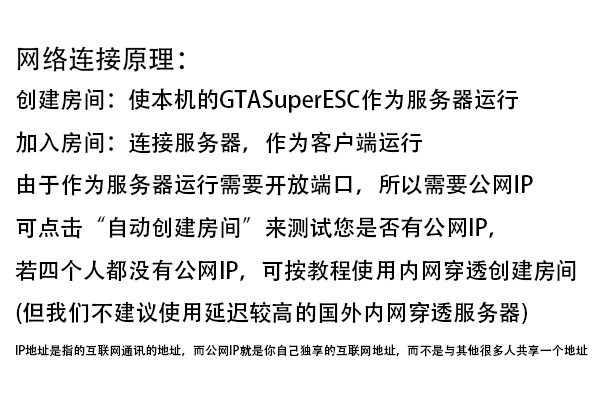 网络连接原理：
创建房间：使本机的GTASuperESC作为服务器运行
加入房间：连接服务器，作为客户端运行
由于作为服务器运行需要开放端口，所以需要公网IP
可点击“自动创建房间”来测试您是否有公网IP，
若四个人都没有公网IP，可按教程使用内网穿透创建房间
(但我们不建议使用延迟较高的国外内网穿透服务器)
IP地址是指的互联网通讯的地址，而公网IP就是你自己独享的互联网地址，而不是与其他很多人共享一个地址